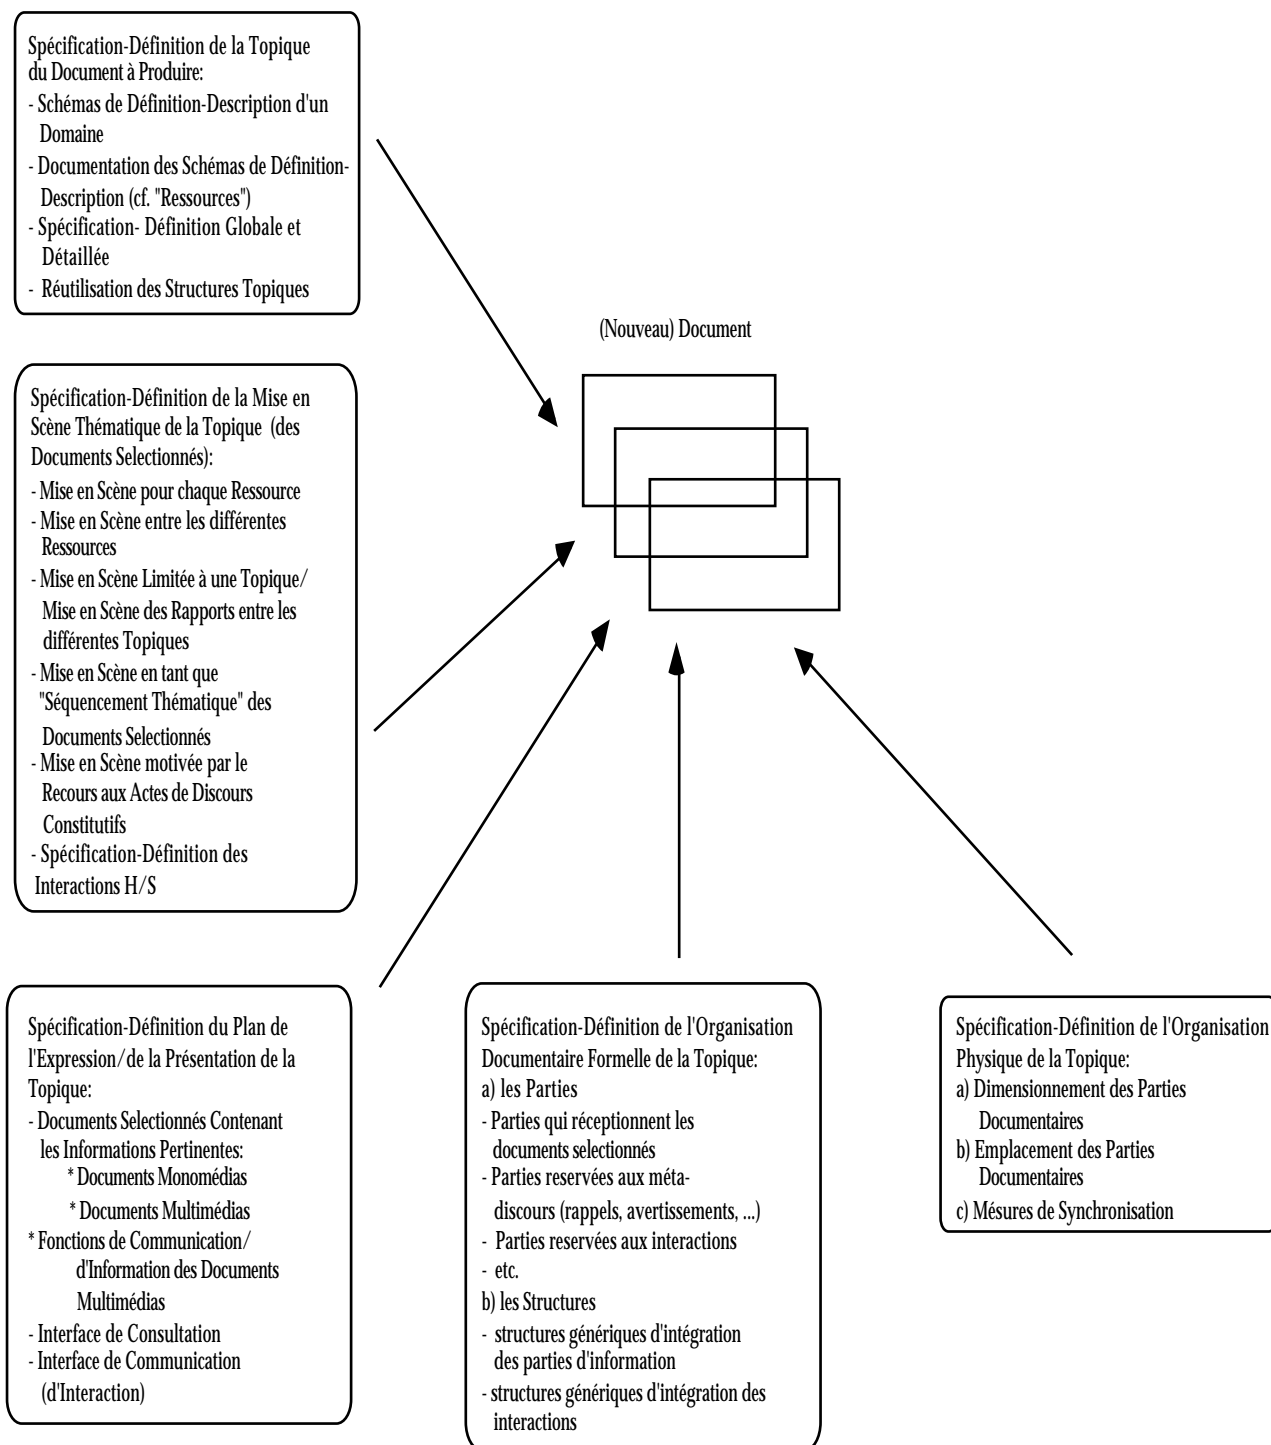 Spécification-Définition de la Topique
du Document à Produire:
- Schémas de Définition-Description d'un
Domaine
- Documentation des Schémas de Définition-
Description (cf. "Ressources")
- Spécification- Définition Globale et
Détaillée
- Réutilisation des Structures Topiques
(Nouveau) Document
Spécification-Définition de la Mise en
Scène Thématique de la Topique (des
Documents Selectionnés):
- Mise en Scène pour chaque Ressource
- Mise en Scène entre les différentes
Ressources
- Mise en Scène Limitée à une Topique/
Mise en Scène des Rapports entre les
différentes Topiques
- Mise en Scène en tant que
"Séquencement Thématique" des
Documents Selectionnés
- Mise en Scène motivée par le
Recours aux Actes de Discours
Constitutifs
- Spécification-Définition des
Interactions H/S
Spécification-Définition du Plan de
l'Expression/de la Présentation de la
Topique:
- Documents Selectionnés Contenant
les Informations Pertinentes:
* Documents Monomédias
* Documents Multimédias
* Fonctions de Communication/
d'Information des Documents
Multimédias
- Interface de Consultation
- Interface de Communication
(d'Interaction)
Spécification-Définition de l'Organisation
Documentaire Formelle de la Topique:
a) les Parties
- Parties qui réceptionnent les
documents selectionnés
- Parties reservées aux méta-
discours (rappels, avertissements, ...)
- Parties reservées aux interactions
- etc.
b) les Structures
- structures génériques d'intégration
des parties d'information
- structures génériques d'intégration des
interactions
Spécification-Définition de l'Organisation
Physique de la Topique:
a) Dimensionnement des Parties
Documentaires
b) Emplacement des Parties
Documentaires
c) Mésures de Synchronisation